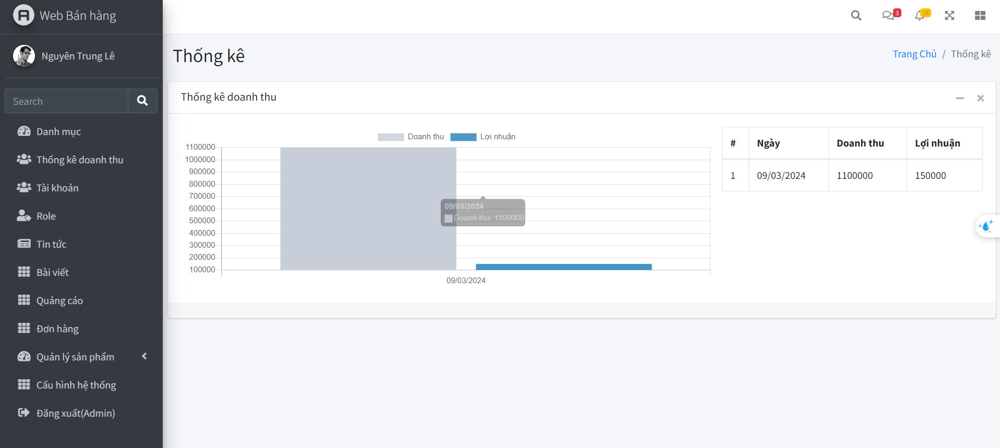 Web Bán hàng
3
15
Nguyên Trung Lê
Search
Danh mục
Thống kê doanh thu
Tài khoản
Role
Tin tức
Bài viết
Quảng cáo
Đơn hàng
Quản lý sản phẩm
Cấu hình hệ thống
Đăng xuất(Admin)
Thống kê
Trang Chủ / Thống kê
Thống kê doanh thu
Doanh thu Lợi nhuận
1100000
1000000
900000
800000
700000
600000
500000
400000
300000
200000
100000
09/03/2024
Doanh thu: 1100000
09/03/2024
# Ngày Doanh thu Lợi nhuận
1 09/03/2024 1100000 150000